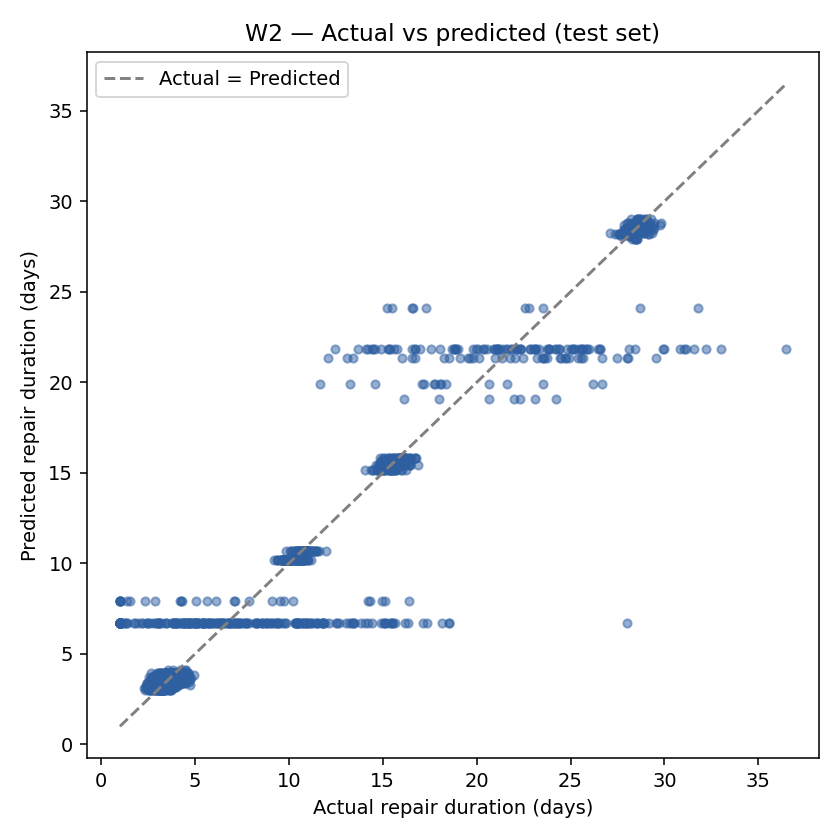 W2 — Actual vs predicted (test set)
Actual = Predicted
Predicted repair duration (days)
35
30
25
20
15
10
5
0
0 5 10 15 20 25 30 35
Actual repair duration (days)